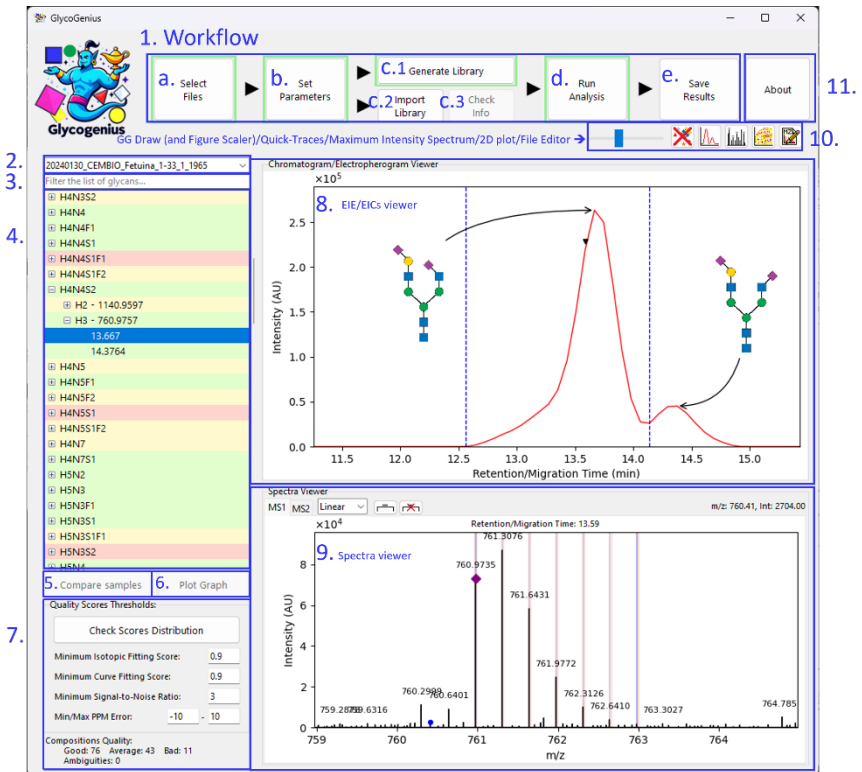 GlycoGenius
1. Workflow
Glycogenius
a. Select Files
b. Set Parameters
c.1 Generate Library
c.2 Import Library
c.3 Check Info
d. Run Analysis
e. Save Results
About
11.
GG Draw (and Figure Scaler)/Quick-Traces/Maximum Intensity Spectrum/2D plot/File Editor
10.
2.
20240130_CEMBIO_Fetuina_1-33_1_1965
3.
Filter the list of glycans...
4.
H4N3S2
H4N4
H4N4F1
H4N4S1
H4N4S1F1
H4N4S1F2
H4N4S2
H2 - 1140.9597
H3 - 760.9757
13.667
14.3764
H4N5
H4N5F1
H4N5F2
H4N5S1
H4N5S1F2
H4N7
H4N7S1
H5N2
H5N3
H5N3F1
H5N3S1
H5N3S1F1
H5N3S2
H5N4
5. Compare samples
6. Plot Graph
7.
Quality Scores Thresholds:
Check Scores Distribution
Minimum Isotopic Fitting Score: 0.9
Minimum Curve Fitting Score: 0.9
Minimum Signal-to-Noise Ratio: 3
Min/Max PPM Error: -10 - 10
Compositions Quality:
Good: 76 Average: 43 Bad: 11
Ambiguities: 0
Chromatogram/Electropherogram Viewer
×10⁵
8. EIE/EICs viewer
Intensity (AU)
2.5
2.0
1.5
1.0
0.5
0.0
11.5 12.0 12.5 13.0 13.5 14.0 14.5 15.0
Retention/Migration Time (min)
Spectra Viewer
MS1 MS2 Linear
m/z: 760.41, Int: 2704.00
×10⁴
Retention/Migration Time: 13.59
9. Spectra viewer
Intensity (AU)
8
6
4
2
0
761.3076
760.9735
761.6431
761.9772
760.2999
760.6401
762.3126
762.6410
763.3027
764.785
759 760 761 762 763 764
m/z